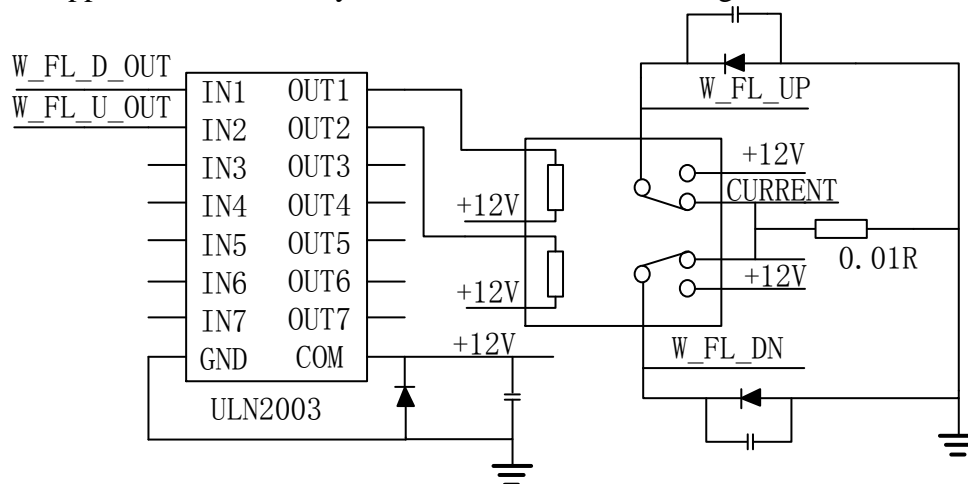 W_FL_D_OUT
W_FL_U_OUT
IN1 OUT1
IN2 OUT2
IN3 OUT3
IN4 OUT4
IN5 OUT5
IN6 OUT6
IN7 OUT7
GND COM
ULN2003
+12V
+12V
+12V
W_FL_UP
+12V
CURRENT
0.01R
+12V
W_FL_DN